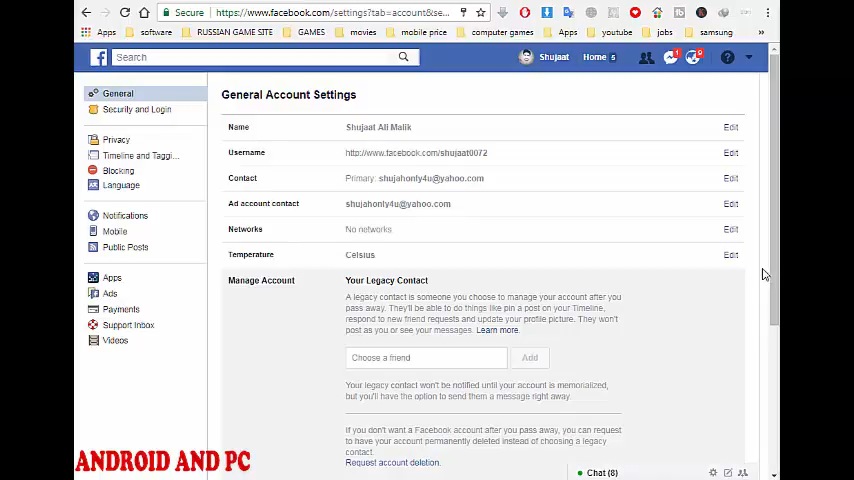 Secure https://www.facebook.com/settings?tab=account&se...
Apps software RUSSIAN GAME SITE GAMES movies mobile price computer games Apps youtube jobs samsung »
f Search Shujaat Home 5 1 9
General
Security and Login
Privacy
Timeline and Taggi...
Blocking
Language
Notifications
Mobile
Public Posts
Apps
Ads
Payments
Support Inbox
Videos
General Account Settings
Name Shujaat Ali Malik Edit
Username http://www.facebook.com/shujaat0072 Edit
Contact Primary: shujahonly4u@yahoo.com Edit
Ad account contact shujahonly4u@yahoo.com Edit
Networks No networks. Edit
Temperature Celsius Edit
Manage Account Your Legacy Contact
A legacy contact is someone you choose to manage your account after you
pass away. They'll be able to do things like pin a post on your Timeline,
respond to new friend requests and update your profile picture. They won't
post as you or see your messages. Learn more.
Choose a friend Add
Your legacy contact won't be notified until your account is memorialized,
but you'll have the option to send them a message right away.
If you don't want a Facebook account after you pass away, you can request
to have your account permanently deleted instead of choosing a legacy
contact.
Request account deletion.
ANDROID AND PC
Chat (8)